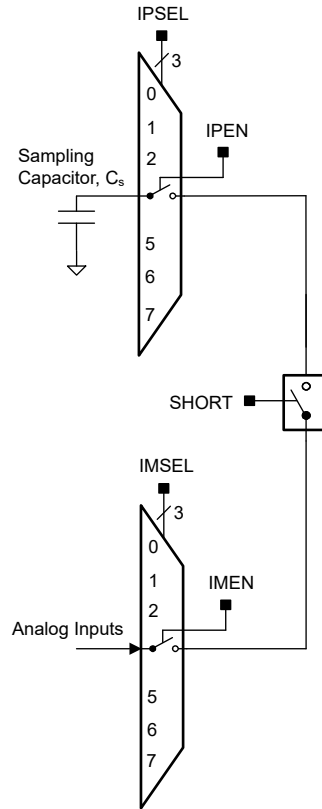 IPSEL
3
0
1
2
IPEN
Sampling
Capacitor, Cₛ
5
6
7
SHORT
IMSEL
3
0
1
2
IMEN
Analog Inputs
5
6
7